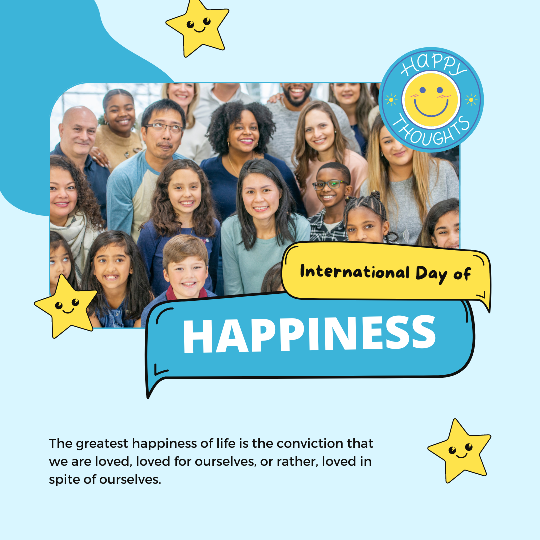 HAPPY
THOUGHTS
International Day of
HAPPINESS
The greatest happiness of life is the conviction that
we are loved, loved for ourselves, or rather, loved in
spite of ourselves.